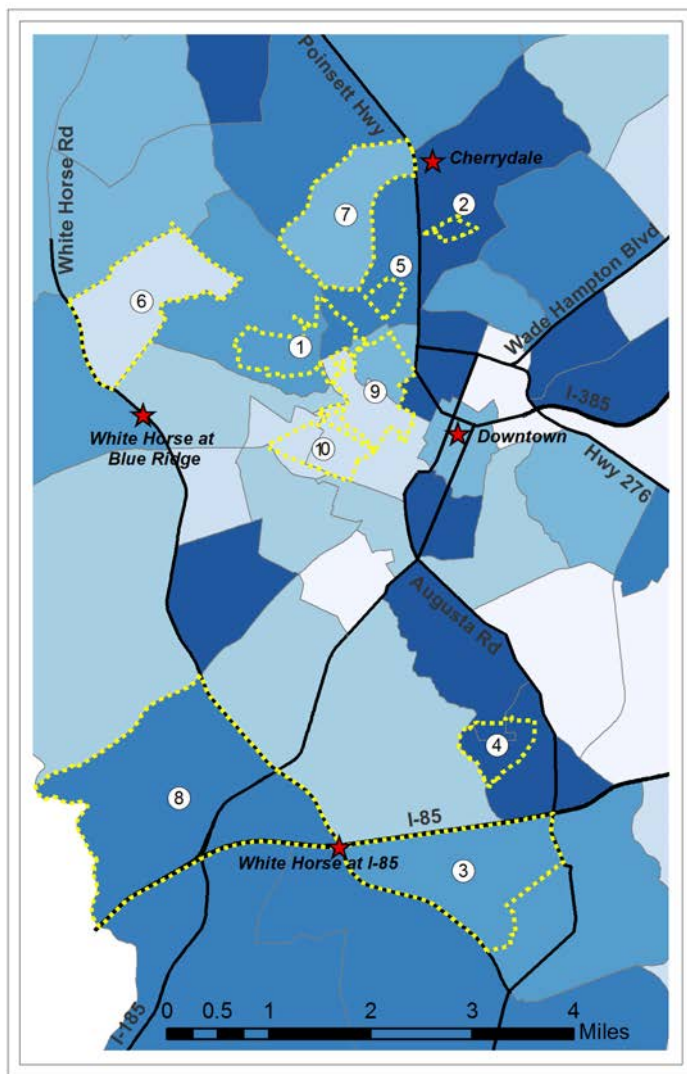 Poinsett Hwy
White Horse Rd
Cherrydale
7
2
5
Wade Hampton Blvd
6
1
9
I-385
White Horse at
Blue Ridge
Downtown
10
Hwy 276
Augusta Rd
4
8
I-85
White Horse at I-85
3
I-185
0 0.5 1 2 3 4
Miles